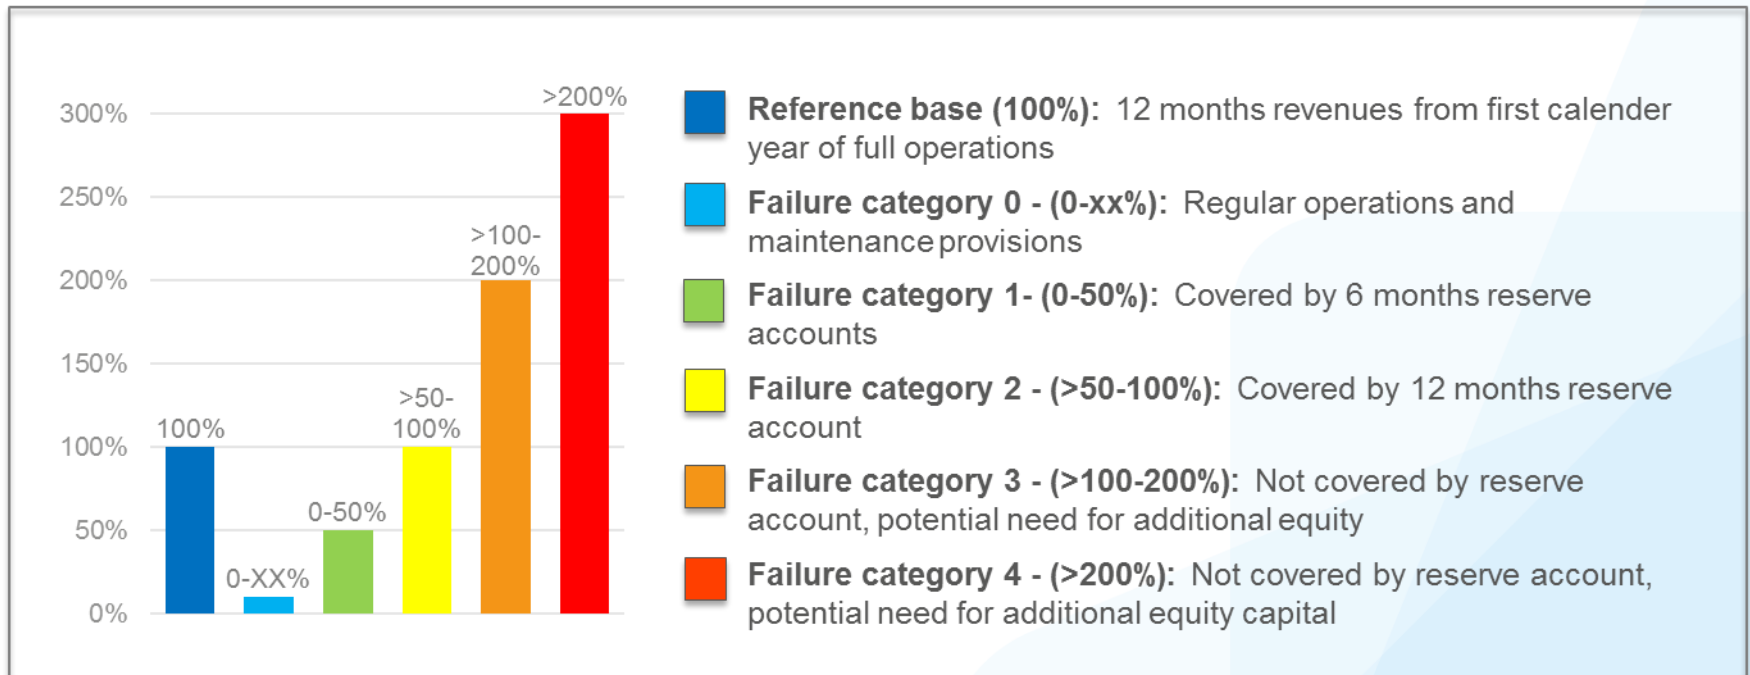 >200%
300%
250%
>100-
200%
200%
150%
>50-
100%
100%
100%
0-50%
50%
0-XX%
0%
Reference base (100%): 12 months revenues from first calender
year of full operations
Failure category 0 - (0-xx%): Regular operations and
maintenance provisions
Failure category 1- (0-50%): Covered by 6 months reserve
accounts
Failure category 2 - (>50-100%): Covered by 12 months reserve
account
Failure category 3 - (>100-200%): Not covered by reserve
account, potential need for additional equity
Failure category 4 - (>200%): Not covered by reserve account,
potential need for additional equity capital